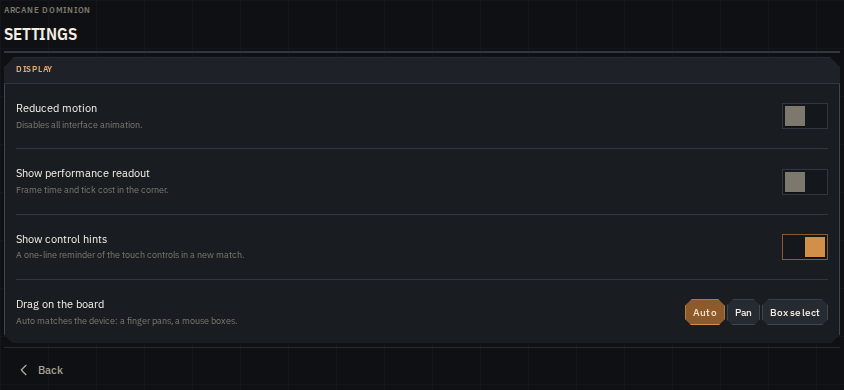 ARCANE DOMINION
SETTINGS
DISPLAY
Reduced motion
Disables all interface animation.
Show performance readout
Frame time and tick cost in the corner.
Show control hints
A one-line reminder of the touch controls in a new match.
Drag on the board
Auto matches the device: a finger pans, a mouse boxes.
Auto Pan Box select
Back